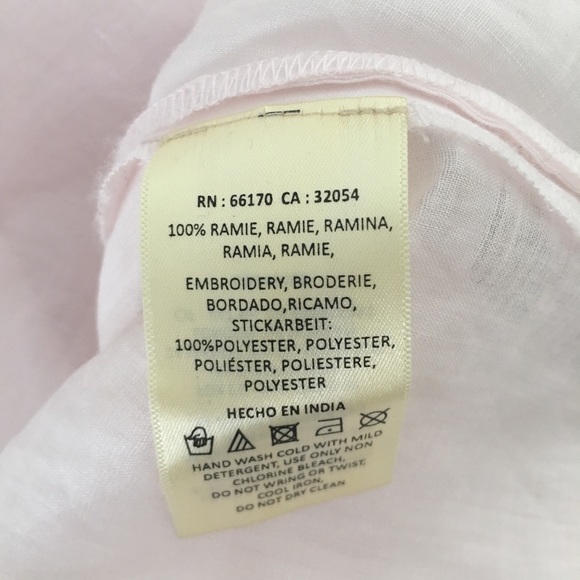 RN : 66170 CA : 32054
100% RAMIE, RAMIE, RAMINA,
RAMIA, RAMIE,
EMBROIDERY, BRODERIE,
BORDADO,RICAMO,
STICKARBEIT:
100%POLYESTER, POLYESTER,
POLIÉSTER, POLIESTERE,
POLYESTER
HECHO EN INDIA
HAND WASH COLD WITH MILD
DETERGENT, USE ONLY NON
CHLORINE BLEACH,
DO NOT WRING OR TWIST,
COOL IRON,
DO NOT DRY CLEAN